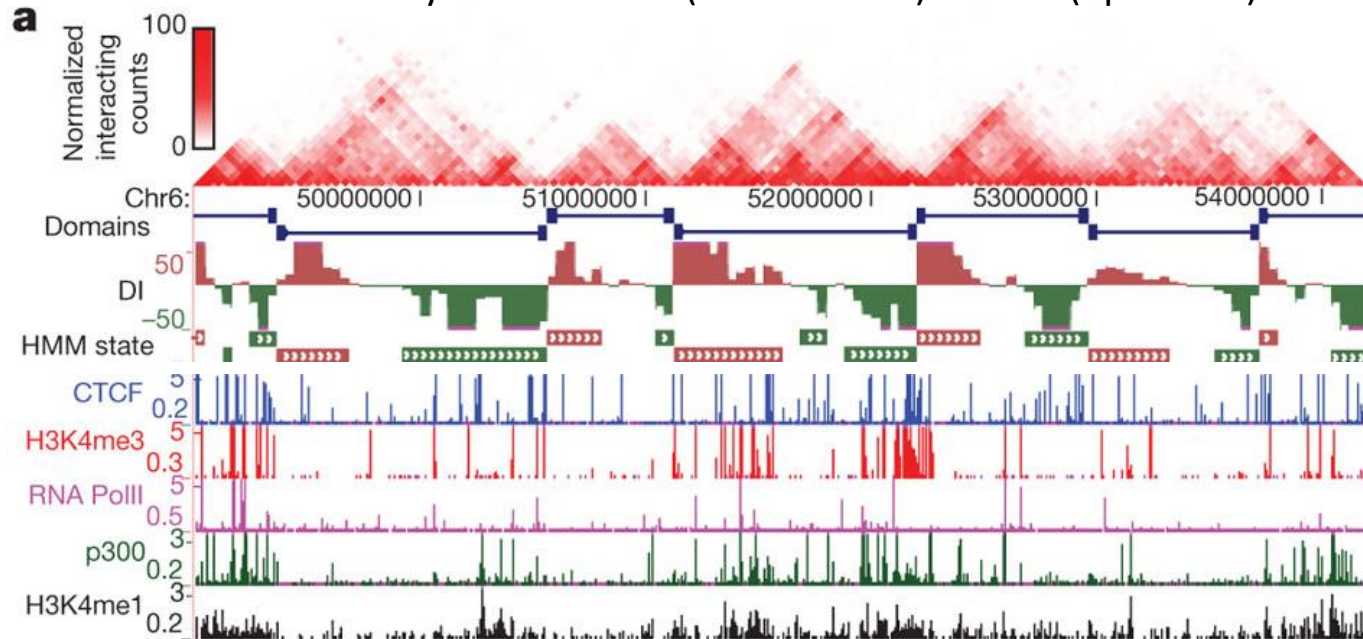 a
Normalized
interacting
counts
100
0
Chr6: 50000000 51000000 52000000 53000000 54000000
Domains
50
DI
−50
HMM state
CTCF 5
0.2
H3K4me3 5
0.3
RNA PolII 5
0.5
p300 3
0.2
H3K4me1 3
0.2